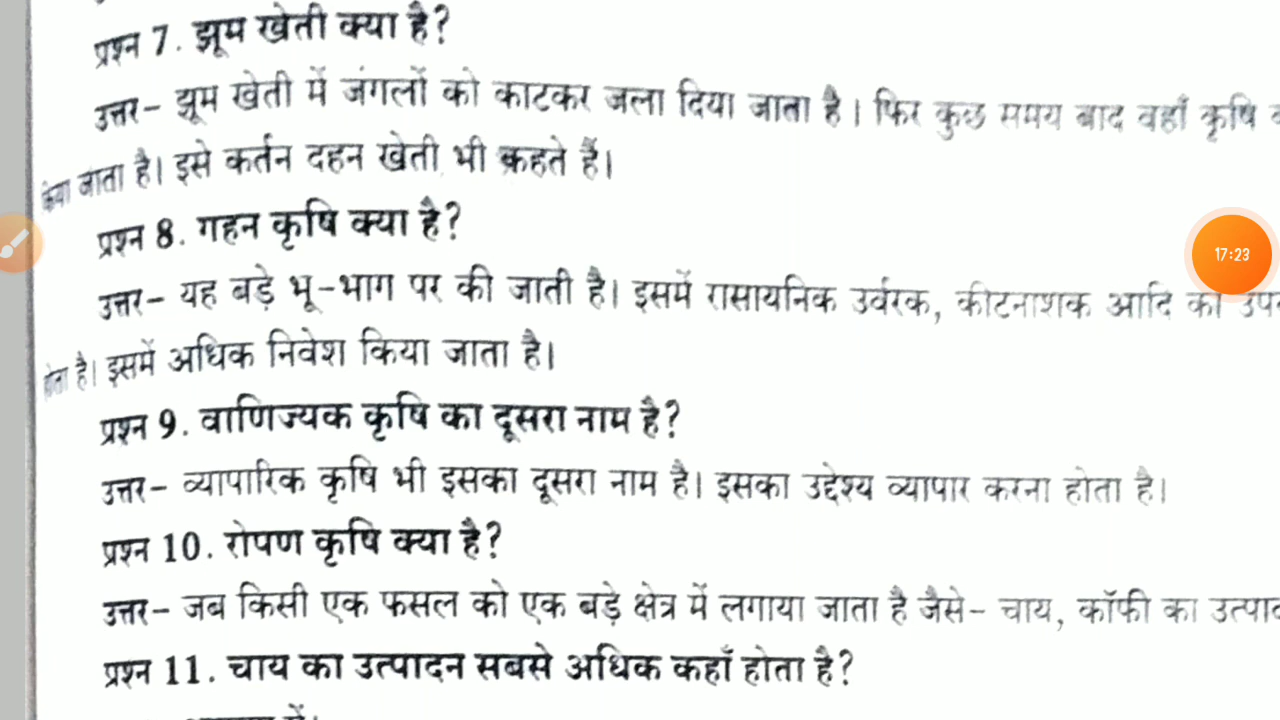 प्रश्न 7. झूम खेती क्या है?
उत्तर- झूम खेती में जंगलों को काटकर जला दिया जाता है। फिर कुछ समय बाद वहाँ कृषि
किया जाता है। इसे कर्तन दहन खेती भी कहते हैं।
प्रश्न 8. गहन कृषि क्या है?
17:23
उत्तर- यह बड़े भू-भाग पर की जाती है। इसमें रासायनिक उर्वरक, कीटनाशक आदि का
होता है। इसमें अधिक निवेश किया जाता है।
प्रश्न 9. वाणिज्यक कृषि का दूसरा नाम है?
उत्तर- व्यापारिक कृषि भी इसका दूसरा नाम है। इसका उद्देश्य व्यापार करना होता है।
प्रश्न 10. रोपण कृषि क्या है?
उत्तर- जब किसी एक फसल को एक बड़े क्षेत्र में लगाया जाता है जैसे- चाय, कॉफी का
प्रश्न 11. चाय का उत्पादन सबसे अधिक कहाँ होता है?